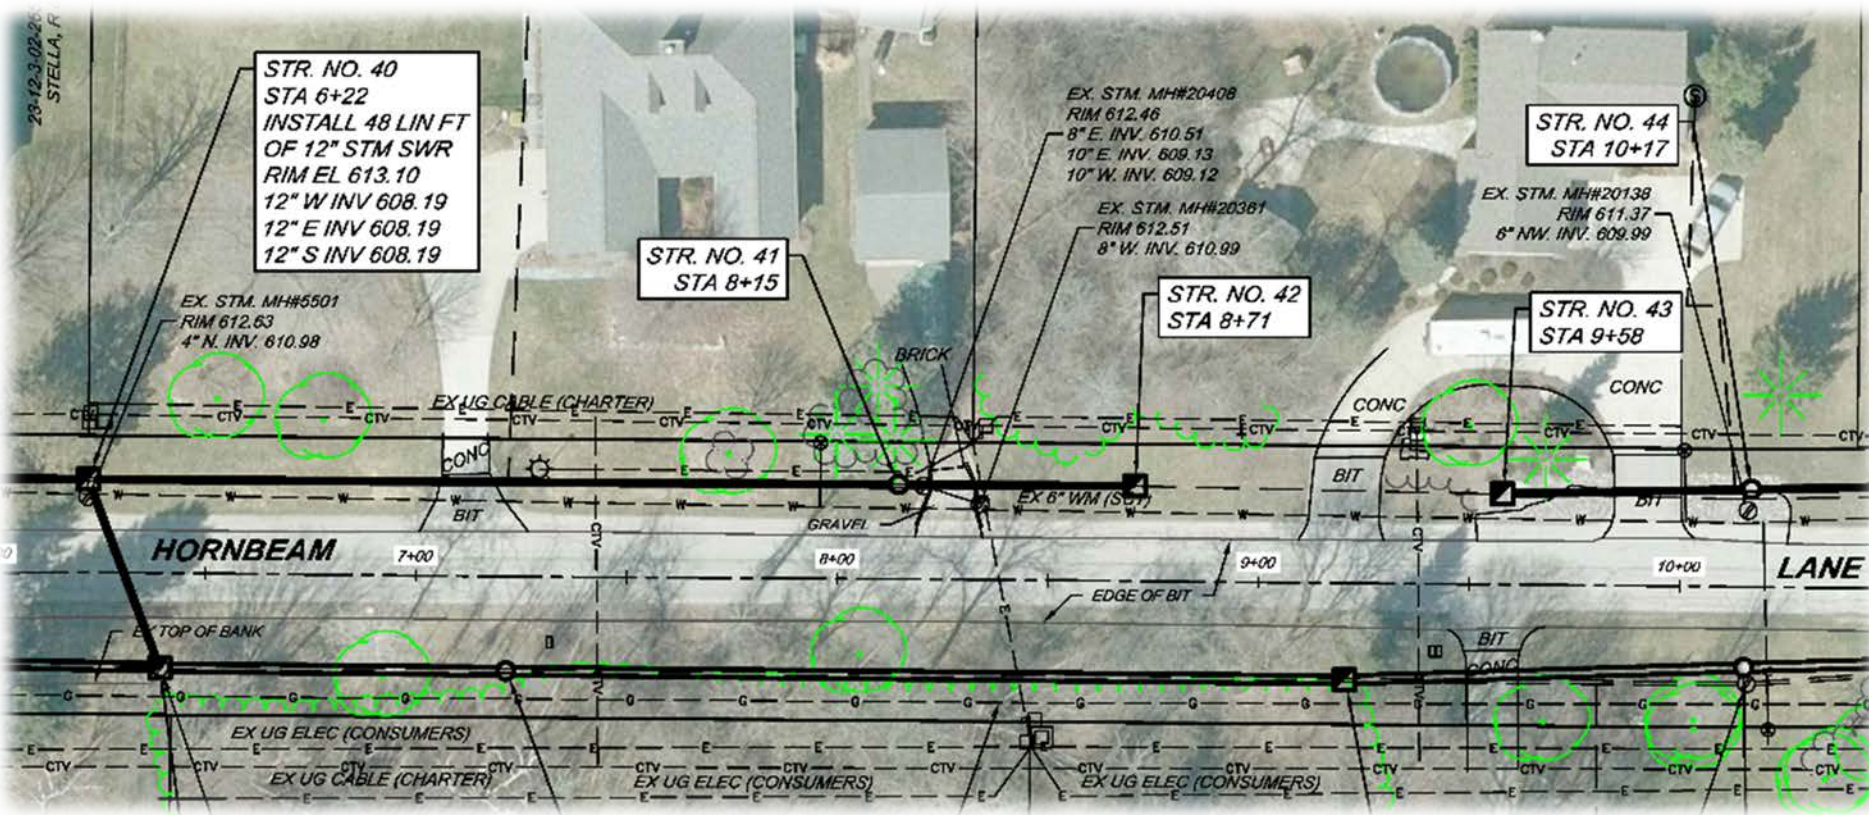 23-12-3-02-26
STELLA, R
STR. NO. 40
STA 6+22
INSTALL 48 LIN FT
OF 12" STM SWR
RIM EL 613.10
12" W INV 608.19
12" E INV 608.19
12" S INV 608.19
EX. STM. MH#5501
RIM 612.63
4" N. INV. 610.98
STR. NO. 41
STA 8+15
EX. STM. MH#20408
RIM 612.46
8" E. INV. 610.51
10" E. INV. 609.13
10" W. INV. 609.12
EX. STM. MH#20361
RIM 612.51
8" W. INV. 610.99
STR. NO. 42
STA 8+71
STR. NO. 44
STA 10+17
EX. STM. MH#20138
RIM 611.37
6" NW. INV. 609.99
STR. NO. 43
STA 9+58
S
BRICK
EX UG CABLE (CHARTER)
CONC
CONC
CONC
BIT
BIT
BIT
GRAVEL
EX 6" WM
HORNBEAM
7+00
8+00
9+00
10+00
LANE
EDGE OF BIT
EX TOP OF BANK
BIT
CONC
EX UG ELEC (CONSUMERS)
EX UG CABLE (CHARTER)
EX UG ELEC (CONSUMERS)
EX UG ELEC (CONSUMERS)